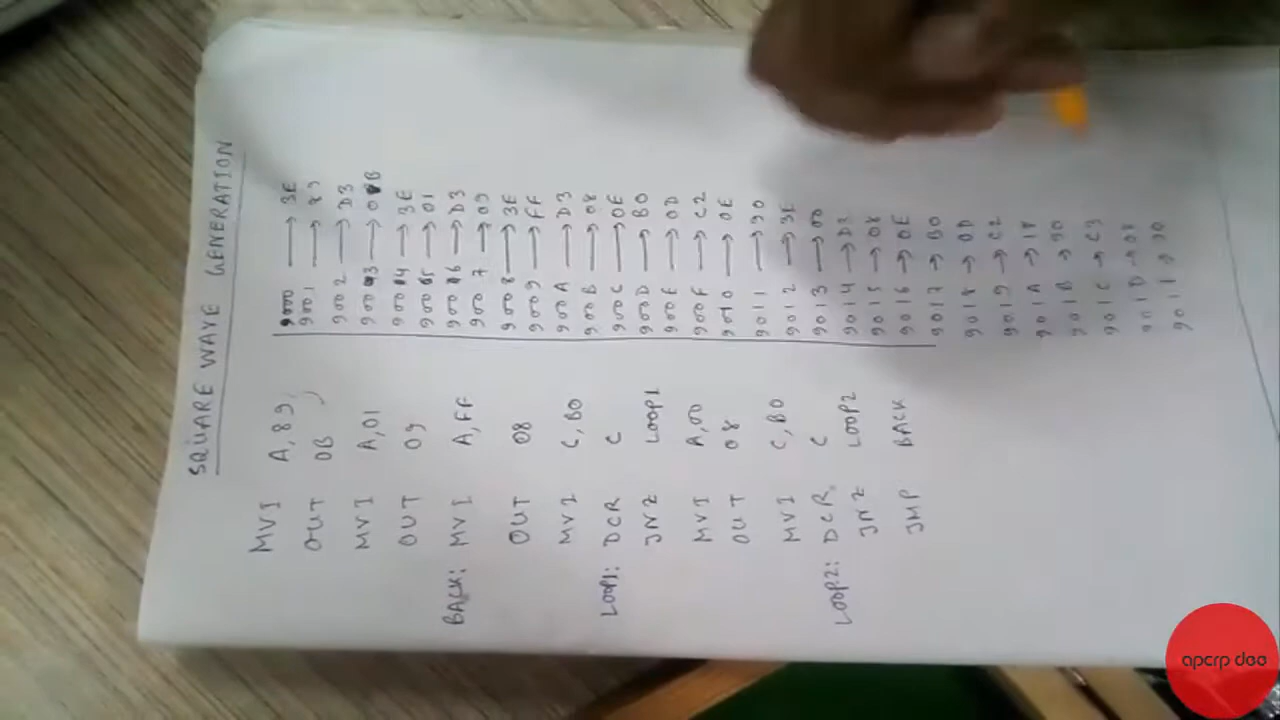 SQUARE WAVE GENERATION
MVI A,89
OUT 0B
MVI A,01
OUT 09
BACK: MVI A,FF
OUT 08
MVI C,B0
LOOP1: DCR C
JNZ LOOP1
MVI A,00
OUT 08
MVI C,B0
LOOP2: DCR C
JNZ LOOP2
JMP BACK
9000 → 3E
9001 → 89
9002 → D3
9003 → 0B
9004 → 3E
9005 → 01
9006 → D3
9007 → 09
9008 → 3E
9009 → FF
900A → D3
900B → 08
900C → 0E
900D → B0
900E → 0D
900F → C2
9010 → 0E
9011 → 90
9012 → 3E
9013 → 00
9014 → D3
9015 → 08
9016 → 0E
9017 → B0
9018 → 0D
9019 → C2
901A → 18
901B → 90
901C → C3
901D → 08
9011 → 90
apcrp doo